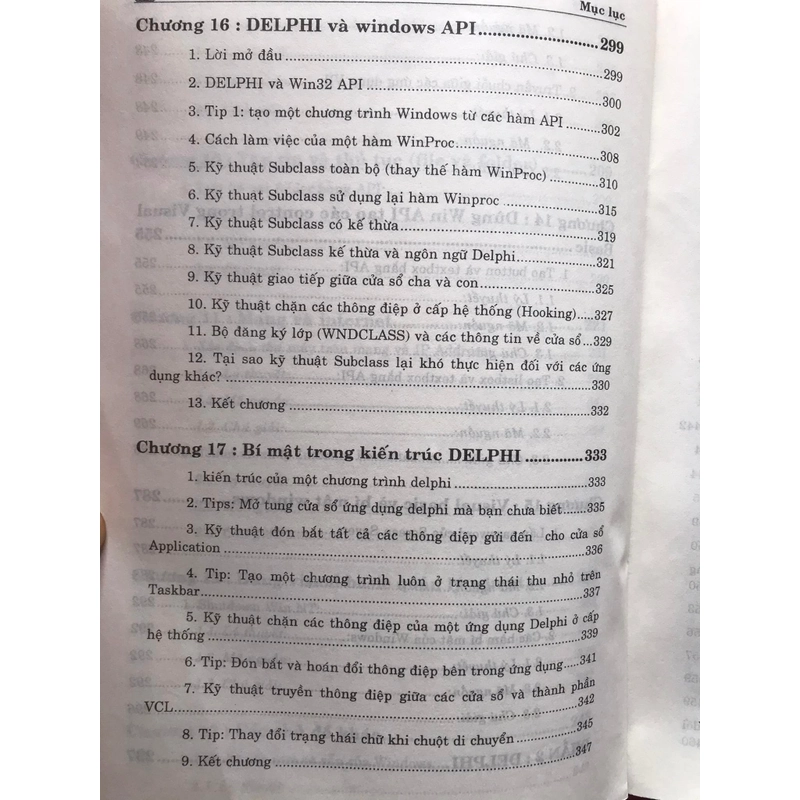 Mục lục
Chương 16 : DELPHI và windows API..............................299
1. Lời mở đầu..............................299
2. DELPHI và Win32 API..............................300
3. Tip 1: tạo một chương trình Windows từ các hàm API..........302
4. Cách làm việc của một hàm WinProc..............................308
5. Kỹ thuật Subclass toàn bộ (thay thế hàm WinProc)..........310
6. Kỹ thuật Subclass sử dụng lại hàm Winproc....................315
7. Kỹ thuật Subclass có kế thừa..............................319
8. Kỹ thuật Subclass kế thừa và ngôn ngữ Delphi....................321
9. Kỹ thuật giao tiếp giữa cửa sổ cha và con....................325
10. Kỹ thuật chặn các thông điệp ở cấp hệ thống (Hooking)...327
11. Bộ đăng ký lớp (WNDCLASS) và các thông tin về cửa sổ..329
12. Tại sao kỹ thuật Subclass lại khó thực hiện đối với các ứng
dụng khác?..............................330
13. Kết chương..............................332
Chương 17 : Bí mật trong kiến trúc DELPHI ..............333
1. kiến trúc của một chương trình delphi....................333
2. Tips: Mở tung cửa sổ ứng dụng delphi mà bạn chưa biết.....335
3. Kỹ thuật đón bắt tất cả các thông điệp gửi đến cho cửa sổ
Application..............................336
4. Tip: Tạo một chương trình luôn ở trạng thái thu nhỏ trên
Taskbar..............................337
5. Kỹ thuật chặn các thông điệp của một ứng dụng Delphi ở cấp
hệ thống..............................339
6. Tip: Đón bắt và hoán đổi thông điệp bên trong ứng dụng.....341
7. Kỹ thuật truyền thông điệp giữa các cửa sổ và thành phần
VCL..............................342
8. Tip: Thay đổi trạng thái chữ khi chuột di chuyển..........345
9. Kết chương..............................347